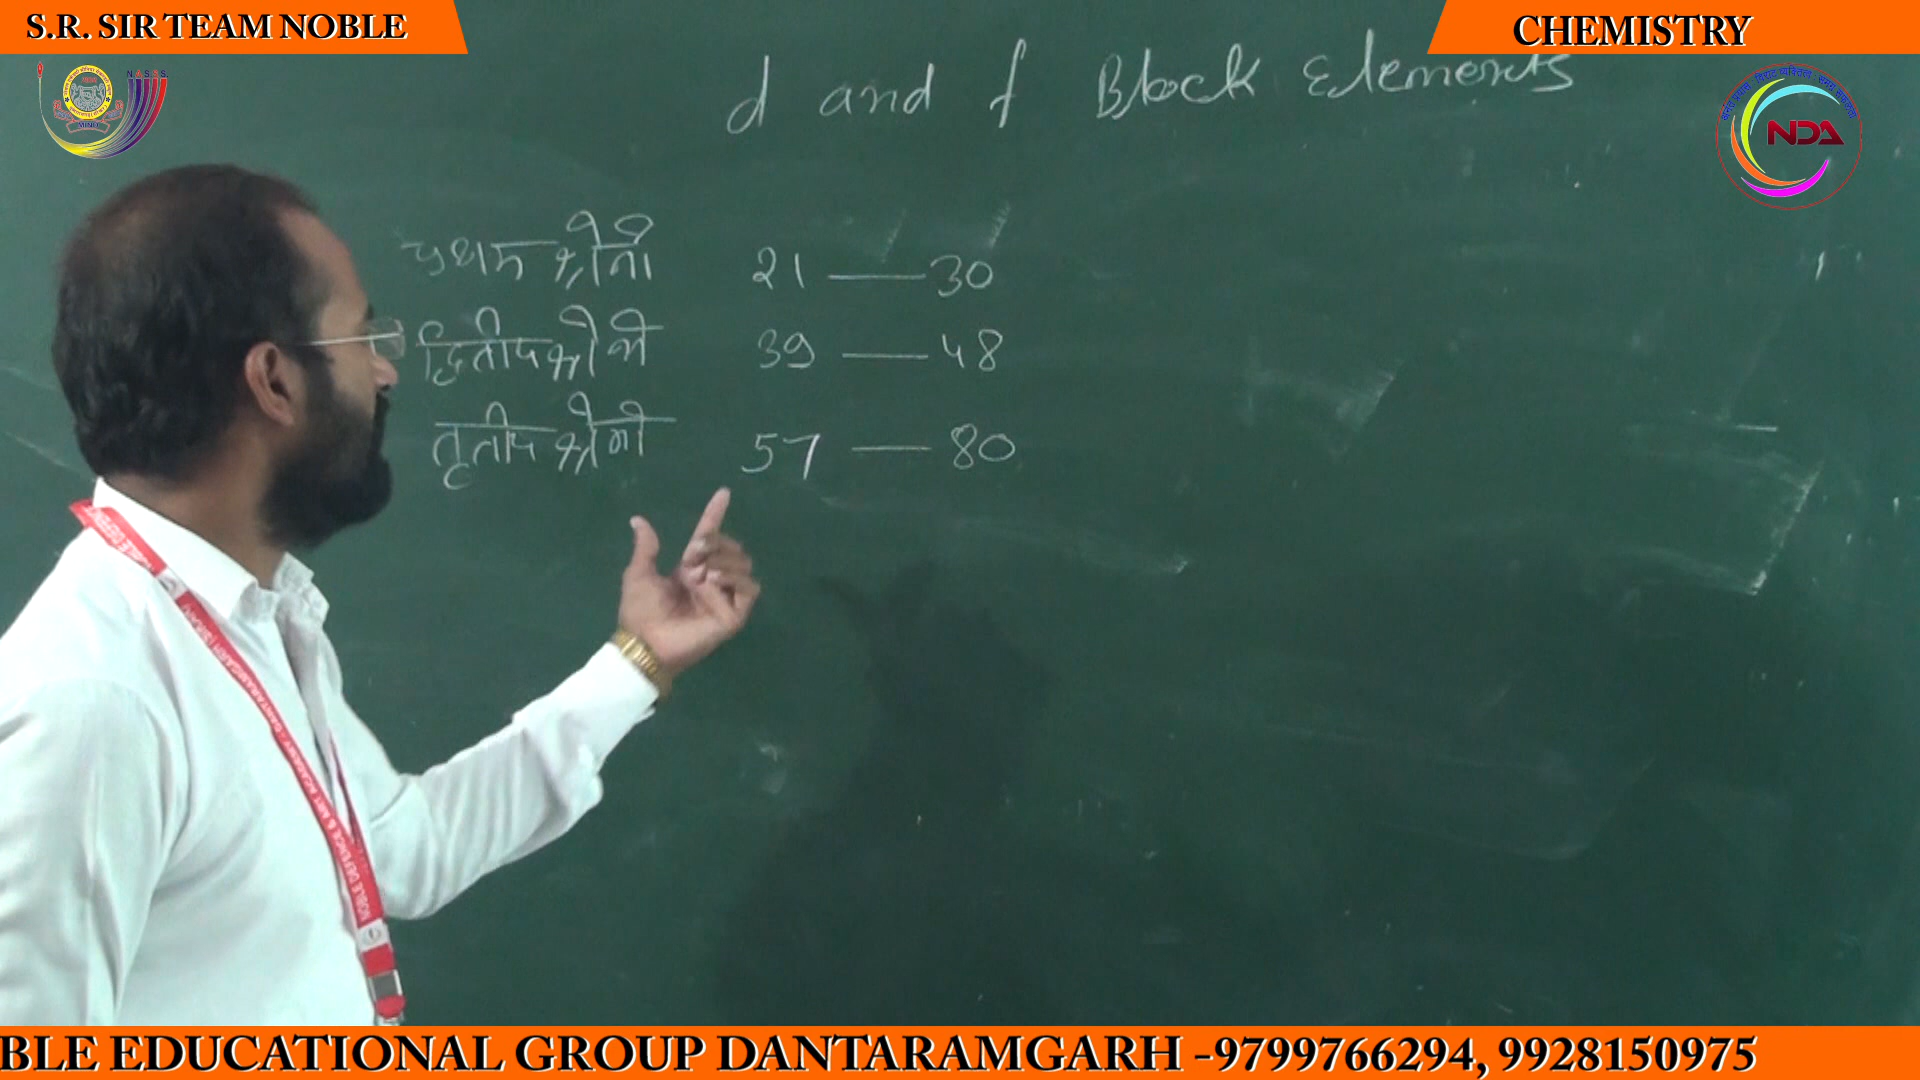 S.R. SIR TEAM NOBLE
CHEMISTRY
N.D.S.S.S.
NDA
d and f Block Elements
प्रथम श्रेणी 21 — 30
द्वितीय श्रेणी 39 — 48
तृतीय श्रेणी 57 — 80
BLE EDUCATIONAL GROUP DANTARAMGARH -9799766294, 9928150975